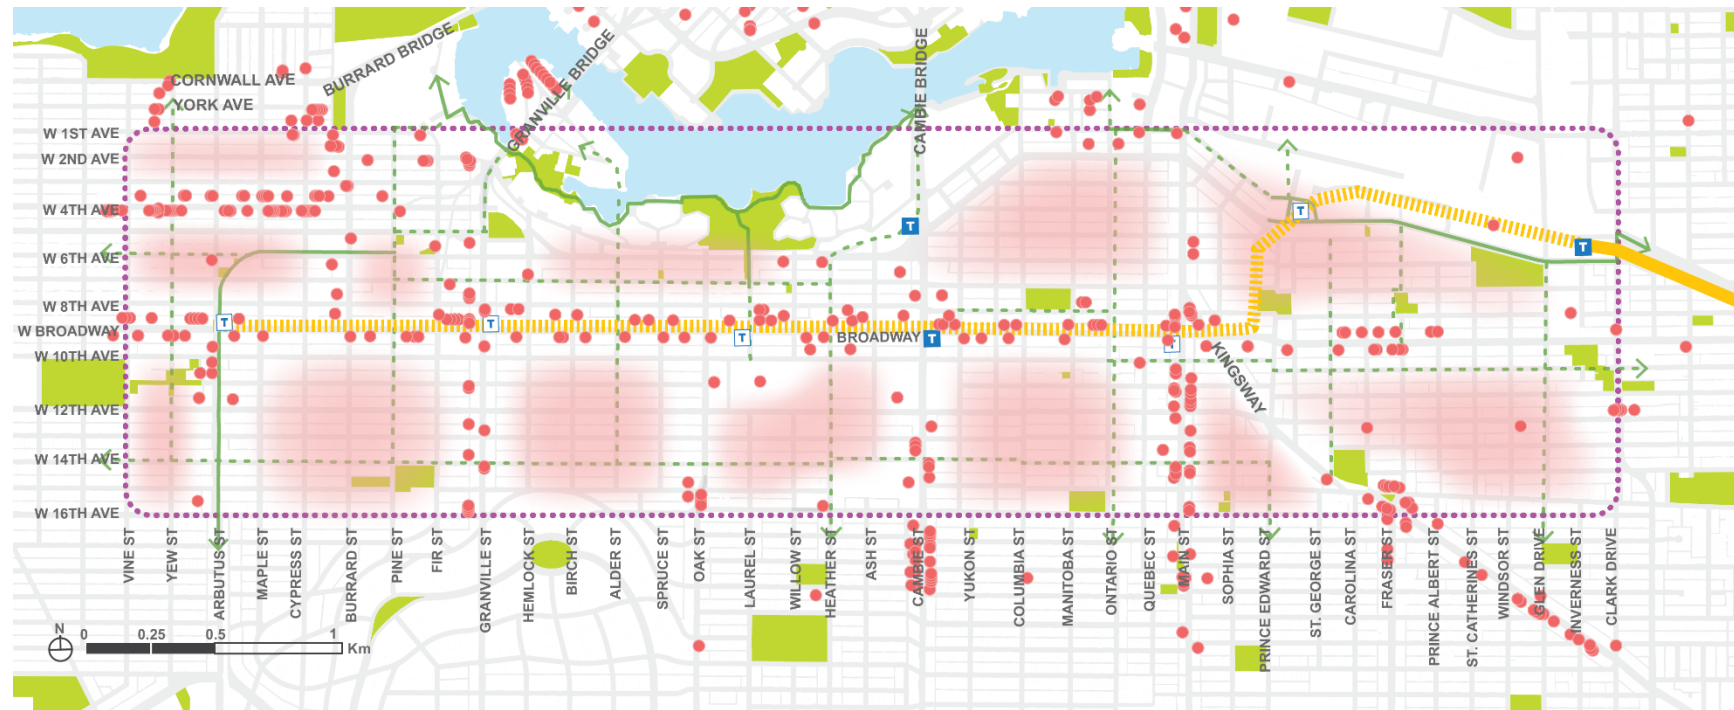 CORNWALL AVE
YORK AVE
W 1ST AVE
W 2ND AVE
W 4TH AVE
W 6TH AVE
W 8TH AVE
W BROADWAY
W 10TH AVE
W 12TH AVE
W 14TH AVE
W 16TH AVE
BURRARD BRIDGE
GRANVILLE BRIDGE
CAMBIE BRIDGE
BROADWAY
KINGSWAY
T
T
T
T
T
T
T
T
VINE ST
YEW ST
ARBUTUS ST
MAPLE ST
CYPRESS ST
BURRARD ST
PINE ST
FIR ST
GRANVILLE ST
HEMLOCK ST
BIRCH ST
ALDER ST
SPRUCE ST
OAK ST
LAUREL ST
WILLOW ST
HEATHER ST
ASH ST
CAMBIE ST
YUKON ST
COLUMBIA ST
MANITOBA ST
ONTARIO ST
QUEBEC ST
MAIN ST
SOPHIA ST
PRINCE EDWARD ST
ST. GEORGE ST
CAROLINA ST
FRASER ST
PRINCE ALBERT ST
ST. CATHERINES ST
WINDSOR ST
GLEN DRIVE
INVERNESS ST
CLARK DRIVE
N
0 0.25 0.5 1
Km